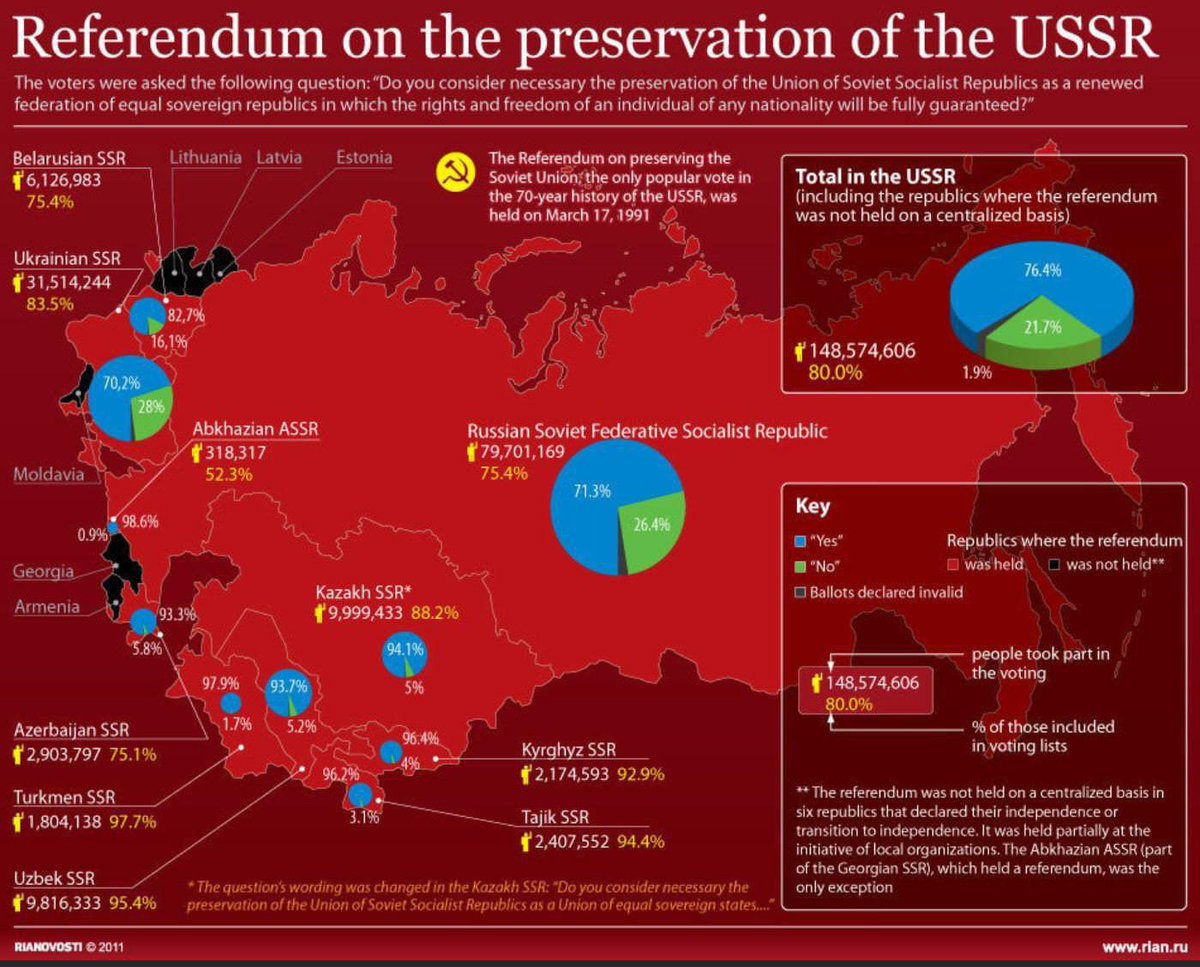 Referendum on the preservation of the USSR
The voters were asked the following question: “Do you consider necessary the preservation of the Union of Soviet Socialist Republics as a renewed
federation of equal sovereign republics in which the rights and freedom of an individual of any nationality will be fully guaranteed?”
Belarusian SSR
6,126,983
75.4%
Lithuania
Latvia
Estonia
The Referendum on preserving the
Soviet Union, the only popular vote in
the 70-year history of the USSR, was
held on March 17, 1991
Total in the USSR
(including the republics where the referendum
was not held on a centralized basis)
76.4%
21.7%
1.9%
148,574,606
80.0%
Ukrainian SSR
31,514,244
83.5%
82,7%
16,1%
70,2%
28%
Abkhazian ASSR
318,317
52.3%
Moldavia
98.6%
0.9%
Georgia
Armenia
93.3%
5.8%
Russian Soviet Federative Socialist Republic
79,701,169
75.4%
71.3%
26.4%
Kazakh SSR*
9,999,433 88.2%
94.1%
5%
97.9%
1.7%
93.7%
5.2%
96.4%
4%
96.2%
3.1%
Azerbaijan SSR
2,903,797 75.1%
Turkmen SSR
1,804,138 97.7%
Uzbek SSR
9,816,333 95.4%
Kyrghyz SSR
2,174,593 92.9%
Tajik SSR
2,407,552 94.4%
Key
“Yes”
“No”
Ballots declared invalid
Republics where the referendum
was held
was not held**
148,574,606
80.0%
people took part in
the voting
% of those included
in voting lists
** The referendum was not held on a centralized basis in
six republics that declared their independence or
transition to independence. It was held partially at the
initiative of local organizations. The Abkhazian ASSR (part
of the Georgian SSR), which held a referendum, was the
only exception
* The question's wording was changed in the Kazakh SSR: “Do you consider necessary the
preservation of the Union of Soviet Socialist Republics as a Union of equal sovereign states....”
RIANOVOSTI © 2011
www.rian.ru